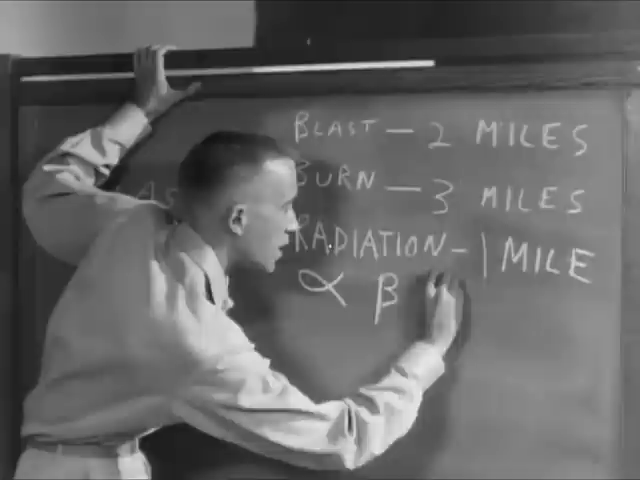 BLAST — 2 MILES
BURN — 3 MILES
RADIATION — 1 MILE
α β